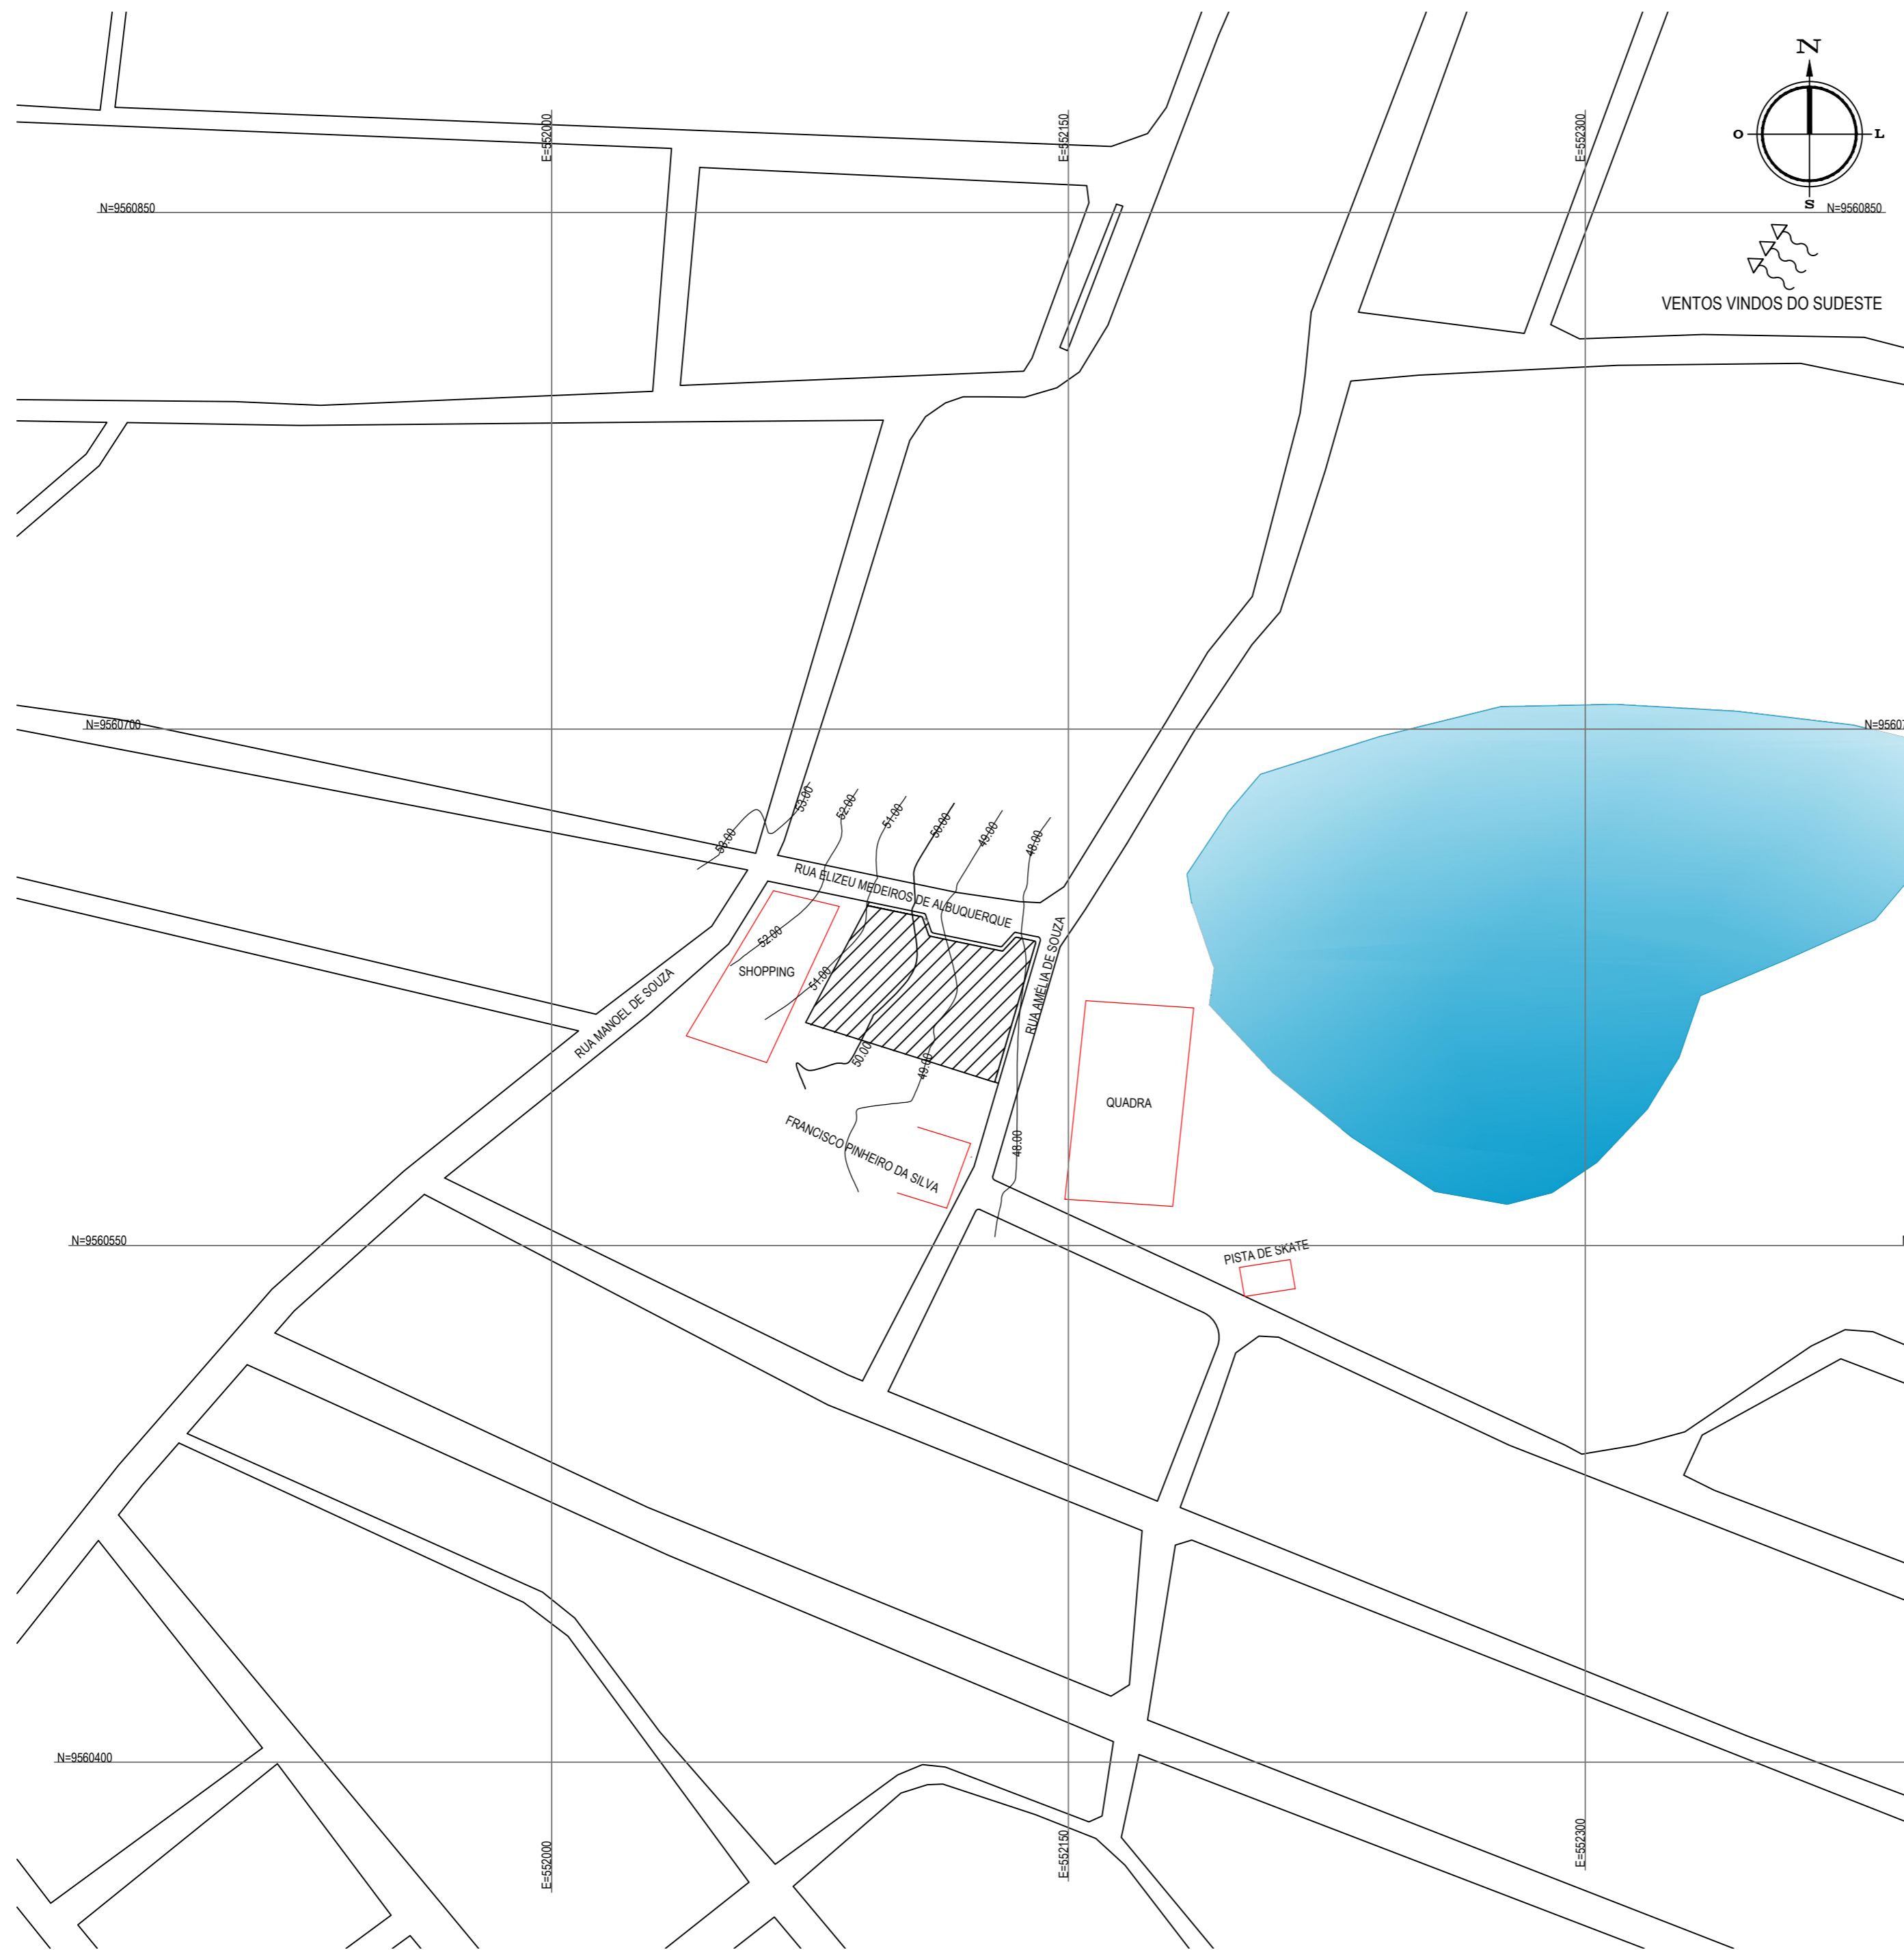 N
O
L
S
E=552000
E=552150
E=552300
N=9560850
N=9560850
VENTOS VINDOS DO SUDESTE
N=9560700
N=95607
53.00
52.00
51.00
50.00
49.00
48.00
53.00
RUA ELIZEU MEDEIROS DE ALBUQUERQUE
52.00
SHOPPING
51.00
RUA AMÉLIA DE SOUZA
RUA MANOEL DE SOUZA
50.00
49.00
QUADRA
FRANCISCO PINHEIRO DA SILVA
48.00
N=9560550
PISTA DE SKATE
N=9560400
E=552000
E=552150
E=552300